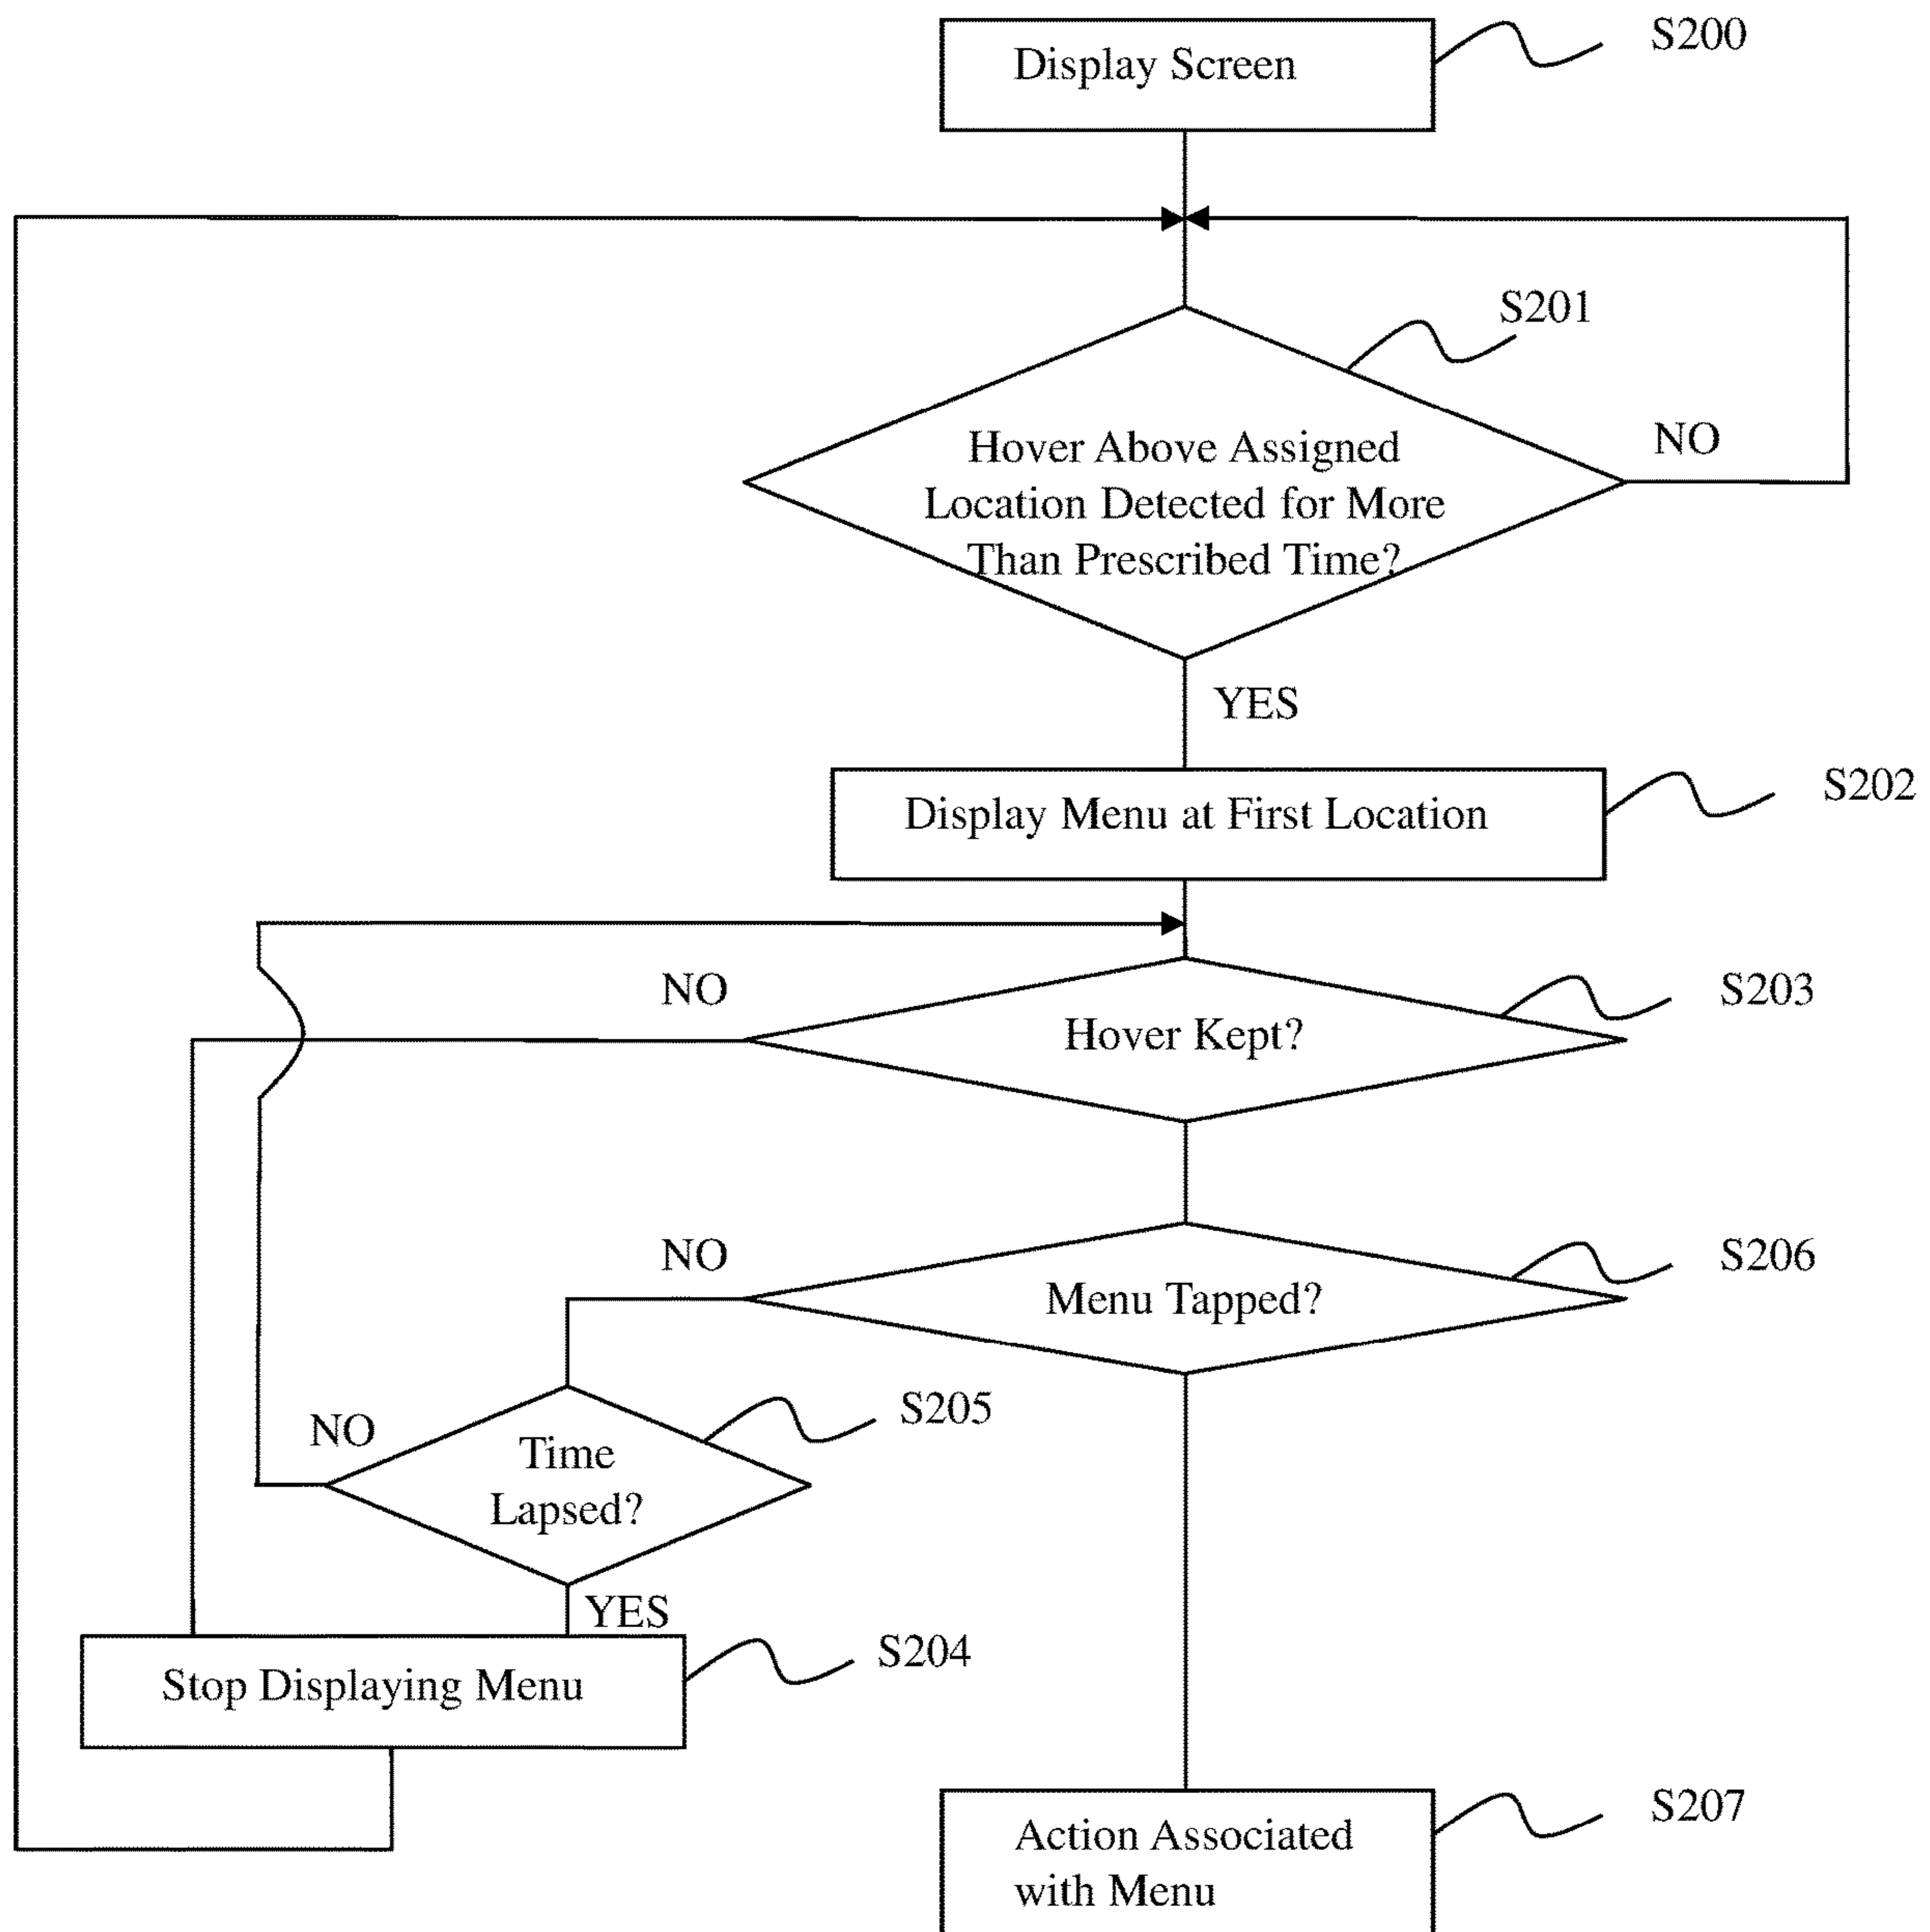 Display Screen
S200
S201
Hover Above Assigned
Location Detected for More
Than Prescribed Time?
NO
YES
Display Menu at First Location
S202
NO
Hover Kept?
S203
NO
Menu Tapped?
S206
NO
Time
Lapsed?
S205
YES
Stop Displaying Menu
S204
Action Associated
with Menu
S207